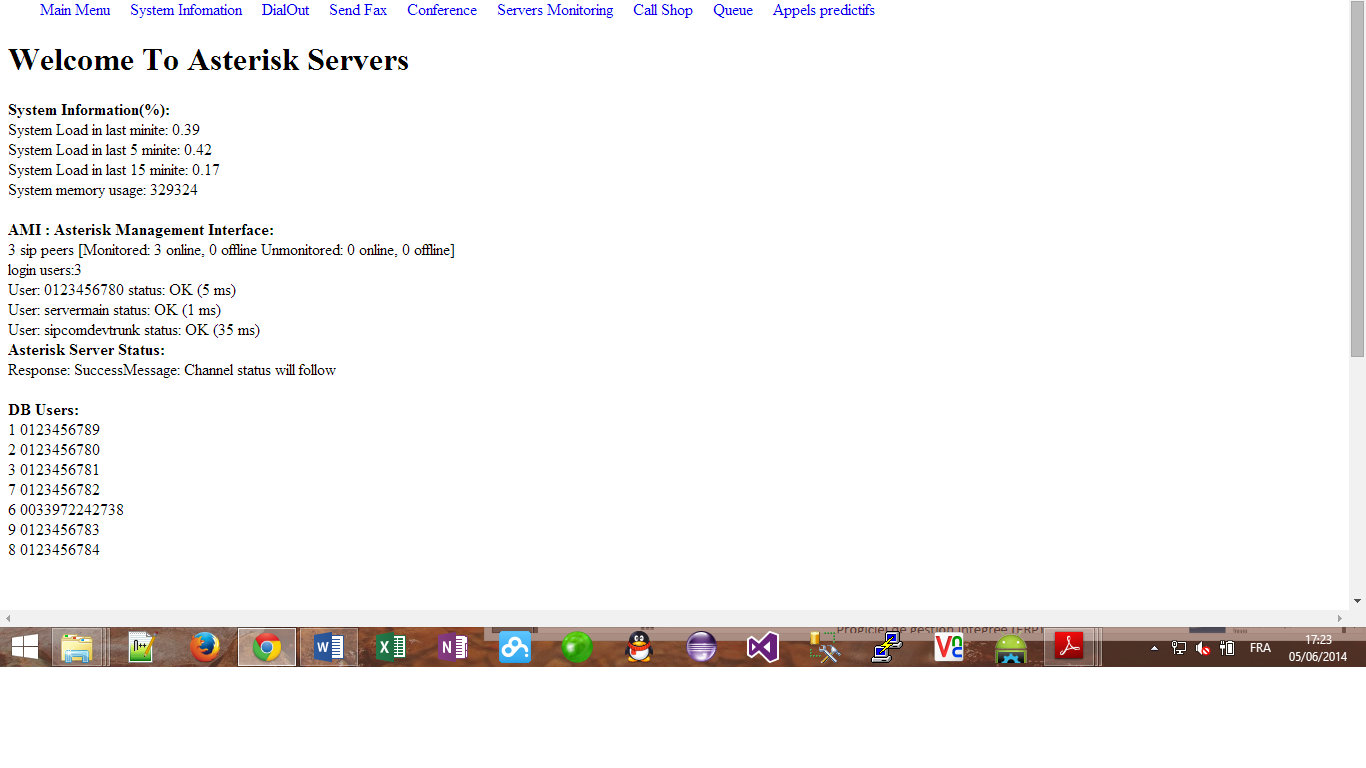 Main Menu System Infomation DialOut Send Fax Conference Servers Monitoring Call Shop Queue Appels predictifs
Welcome To Asterisk Servers
System Information(%):
System Load in last minite: 0.39
System Load in last 5 minite: 0.42
System Load in last 15 minite: 0.17
System memory usage: 329324
AMI : Asterisk Management Interface:
3 sip peers [Monitored: 3 online, 0 offline Unmonitored: 0 online, 0 offline]
login users:3
User: 0123456780 status: OK (5 ms)
User: servermain status: OK (1 ms)
User: sipcomdevtrunk status: OK (35 ms)
Asterisk Server Status:
Response: SuccessMessage: Channel status will follow
DB Users:
1 0123456789
2 0123456780
3 0123456781
7 0123456782
6 0033972242738
9 0123456783
8 0123456784
Progiciel de gestion intégrée (ERP)
FRA
17:23
05/06/2014